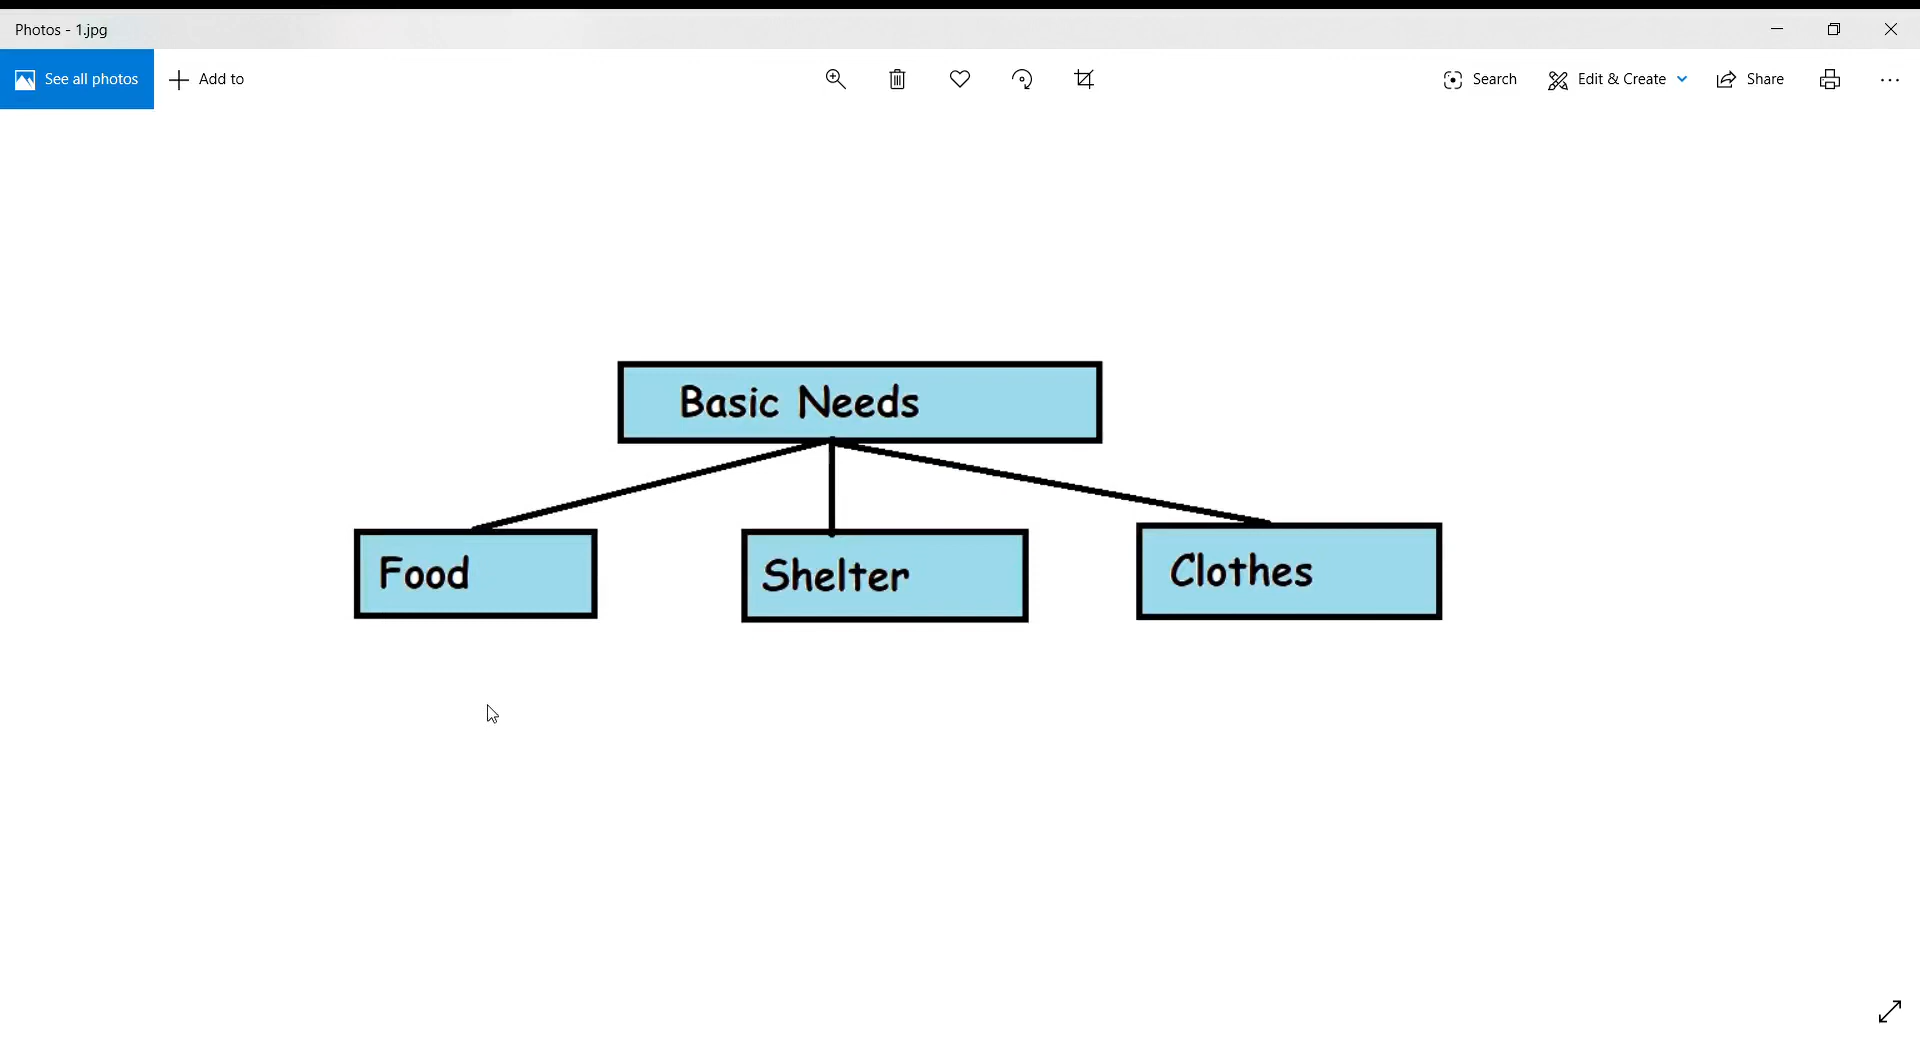 Photos - 1.jpg
See all photos
Add to
Search
Edit & Create
Share
Basic Needs
Food
Shelter
Clothes